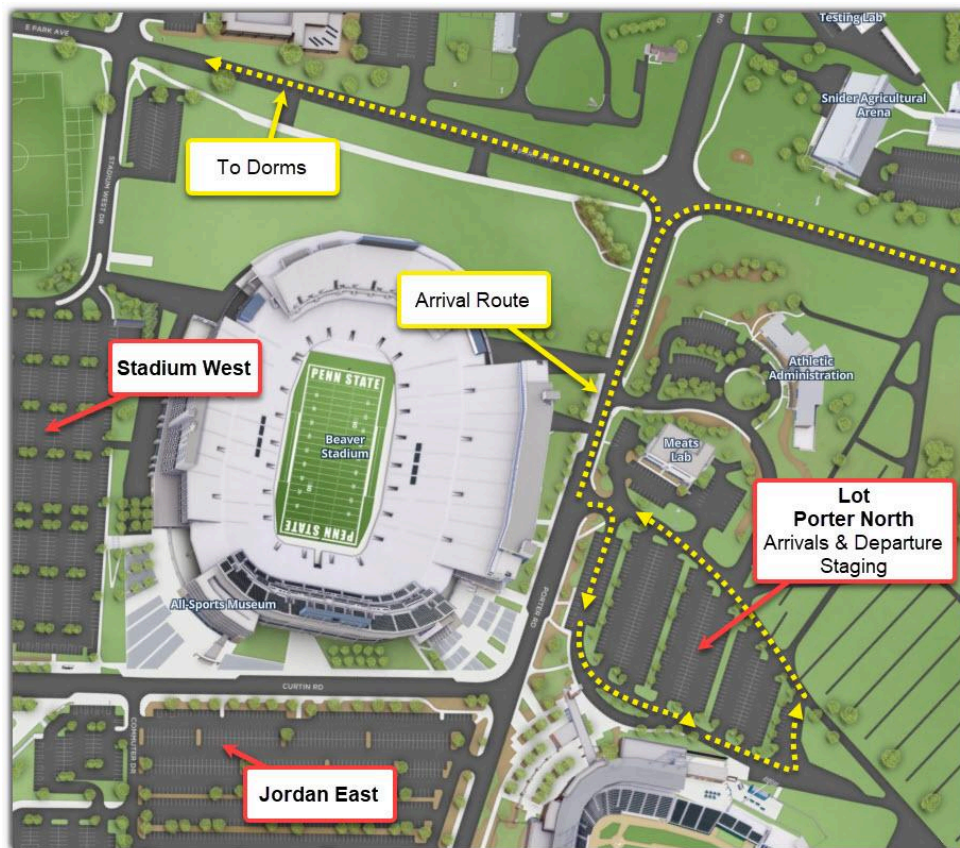 Testing Lab
RD
E PARK AVE
Snider Agricultural
Arena
To Dorms
STADIUM WEST DR
Arrival Route
Stadium West
PENN STATE
Athletic
Administration
Beaver
Stadium
Meats
Lab
Lot
Porter North
Arrivals & Departure
Staging
PENN STATE
All-Sports Museum
PORTER RD
CURTIN RD
COMMUTER DR
Jordan East